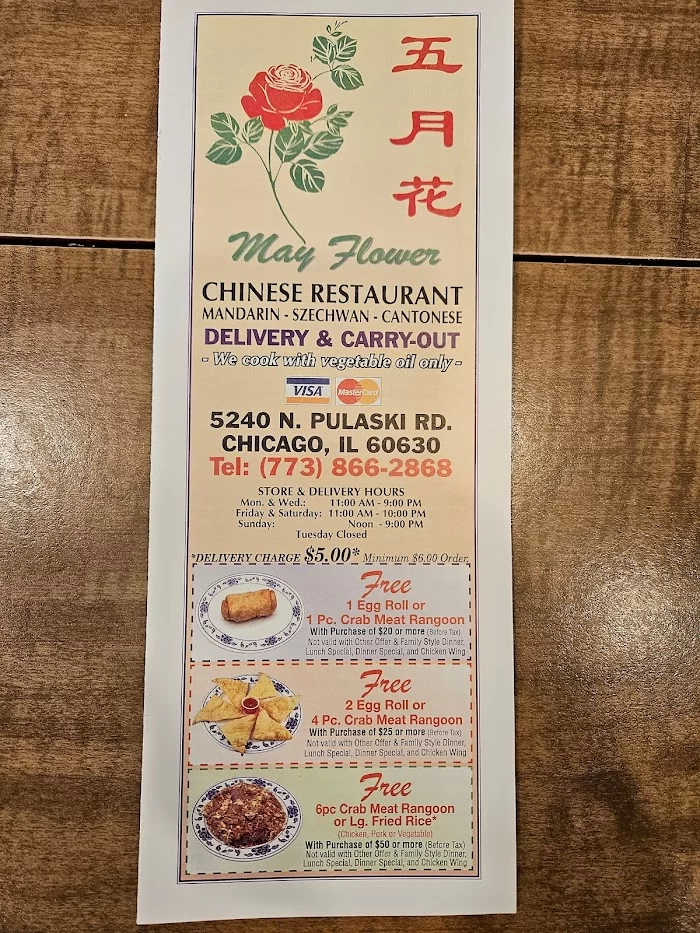 五月花
May Flower
CHINESE RESTAURANT
MANDARIN - SZECHWAN - CANTONESE
DELIVERY & CARRY-OUT
- We cook with vegetable oil only -
VISA MasterCard
5240 N. PULASKI RD.
CHICAGO, IL 60630
Tel: (773) 866-2868
STORE & DELIVERY HOURS
Mon. & Wed.: 11:00 AM - 9:00 PM
Friday & Saturday: 11:00 AM - 10:00 PM
Sunday: Noon - 9:00 PM
Tuesday Closed
*DELIVERY CHARGE $5.00* Minimum $6.00 Order.
Free
1 Egg Roll or
1 Pc. Crab Meat Rangoon
With Purchase of $20 or more (Before Tax)
Not valid with Other Offer & Family Style Dinner,
Lunch Special, Dinner Special, and Chicken Wing
Free
2 Egg Roll or
4 Pc. Crab Meat Rangoon
With Purchase of $25 or more (Before Tax)
Not valid with Other Offer & Family Style Dinner,
Lunch Special, Dinner Special, and Chicken Wing
Free
6pc Crab Meat Rangoon
or Lg. Fried Rice*
(Chicken, Pork or Vegetable)
With Purchase of $50 or more (Before Tax)
Not valid with Other Offer & Family Style Dinner,
Lunch Special, Dinner Special, and Chicken Wing